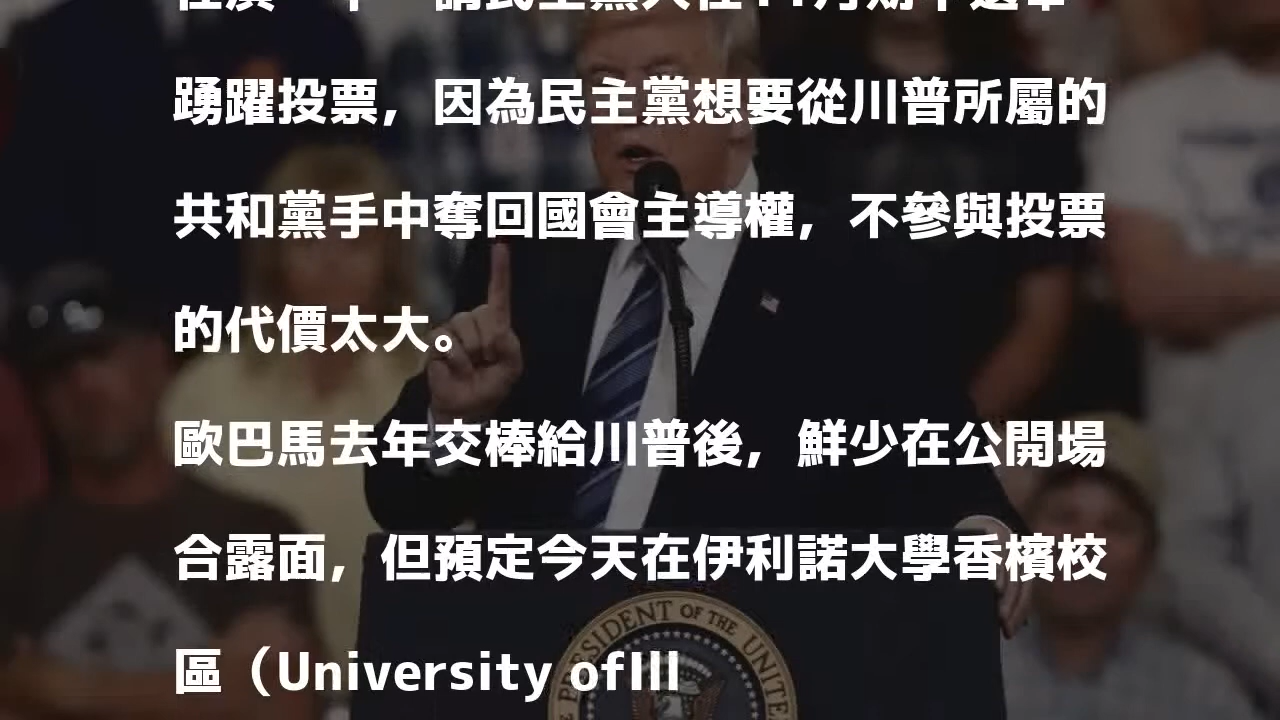 踴躍投票，因為民主黨想要從川普所屬的
共和黨手中奪回國會主導權，不參與投票
的代價太大。
歐巴馬去年交棒給川普後，鮮少在公開場
合露面，但預定今天在伊利諾大學香檳校
區（University ofIll
PRESIDENT OF THE UNITE